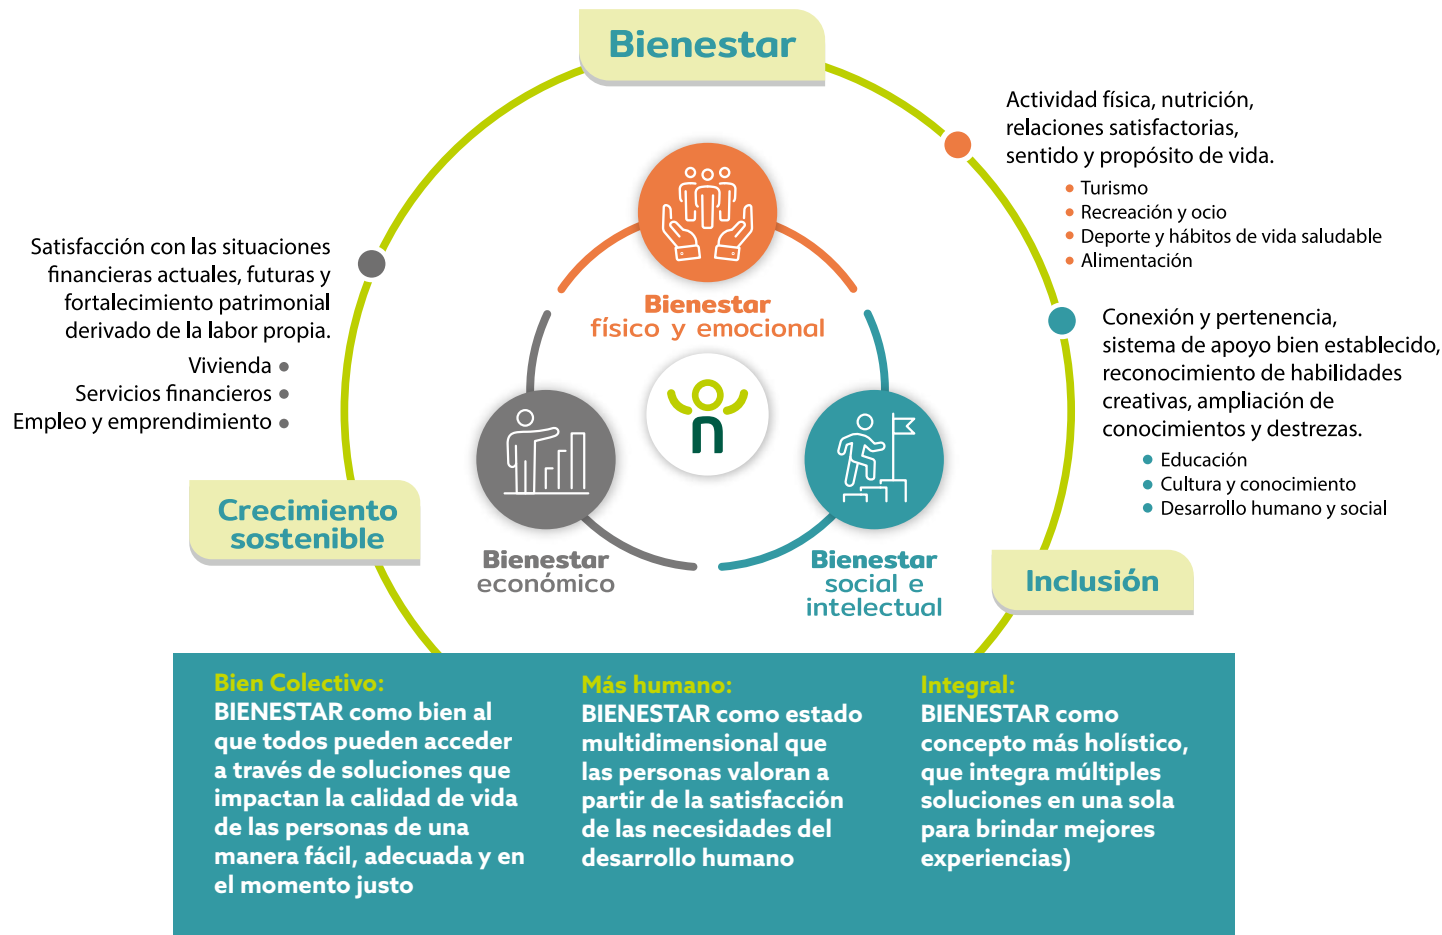 Bienestar
Actividad física, nutrición,
relaciones satisfactorias,
sentido y propósito de vida.
• Turismo
• Recreación y ocio
• Deporte y hábitos de vida saludable
• Alimentación
Satisfacción con las situaciones
financieras actuales, futuras y
fortalecimiento patrimonial
derivado de la labor propia.
Vivienda •
Servicios financieros •
Empleo y emprendimiento •
Bienestar
físico y emocional
Conexión y pertenencia,
sistema de apoyo bien establecido,
reconocimiento de habilidades
creativas, ampliación de
conocimientos y destrezas.
• Educación
• Cultura y conocimiento
• Desarrollo humano y social
n
Crecimiento
sostenible
Bienestar
económico
Bienestar
social e
intelectual
Inclusión
Bien Colectivo:
BIENESTAR como bien al
que todos pueden acceder
a través de soluciones que
impactan la calidad de vida
de las personas de una
manera fácil, adecuada y en
el momento justo
Más humano:
BIENESTAR como estado
multidimensional que
las personas valoran a
partir de la satisfacción
de las necesidades del
desarrollo humano
Integral:
BIENESTAR como
concepto más holístico,
que integra múltiples
soluciones en una sola
para brindar mejores
experiencias)